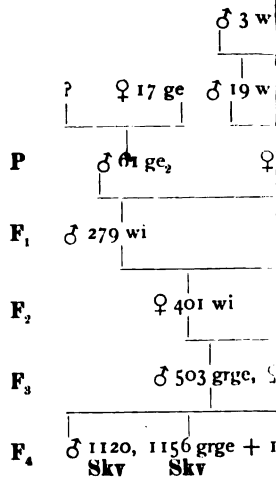 ♂ 3 w
? ♀ 17 ge ♂ 19 w
P ♂ 61 ge₂ ♀
F₁ ♂ 279 wi
F₂ ♀ 401 wi
F₃ ♂ 503 grge, ♀
F₄ ♂ 1120, 1156 grge + 1
Skv Skv